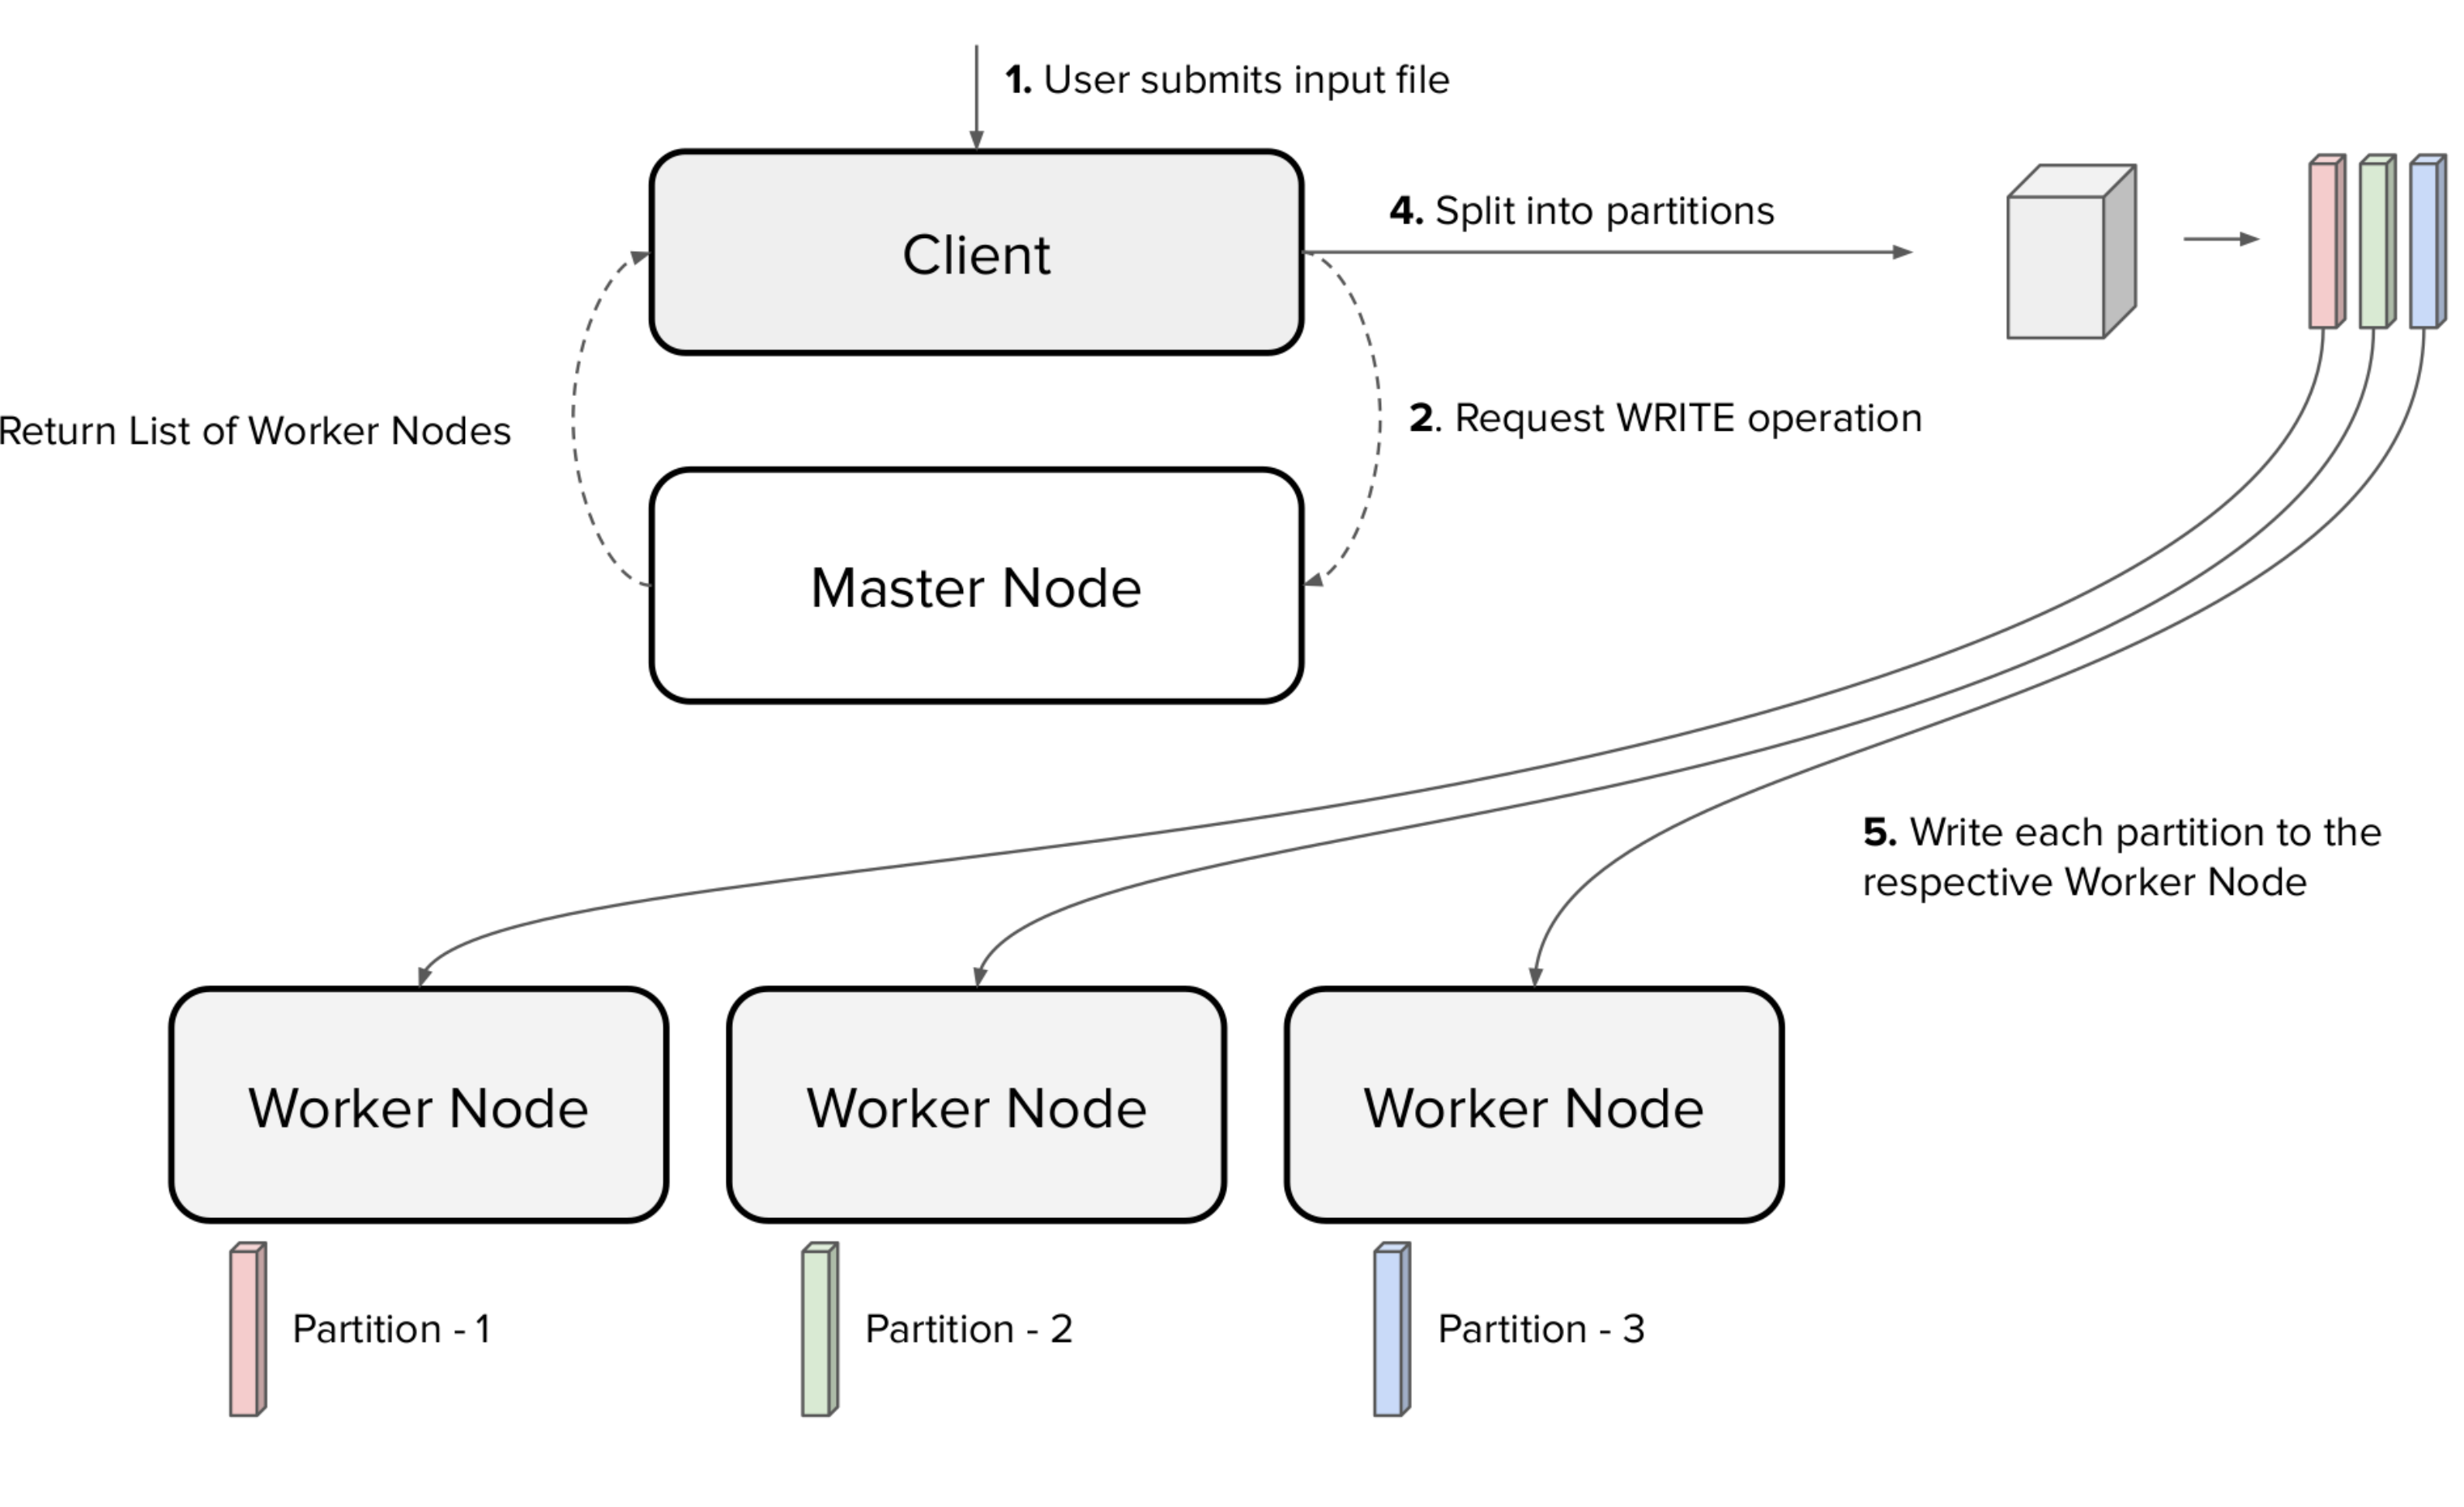 1. User submits input file
Client
4. Split into partitions
Return List of Worker Nodes
2. Request WRITE operation
Master Node
5. Write each partition to the
respective Worker Node
Worker Node
Worker Node
Worker Node
Partition - 1
Partition - 2
Partition - 3